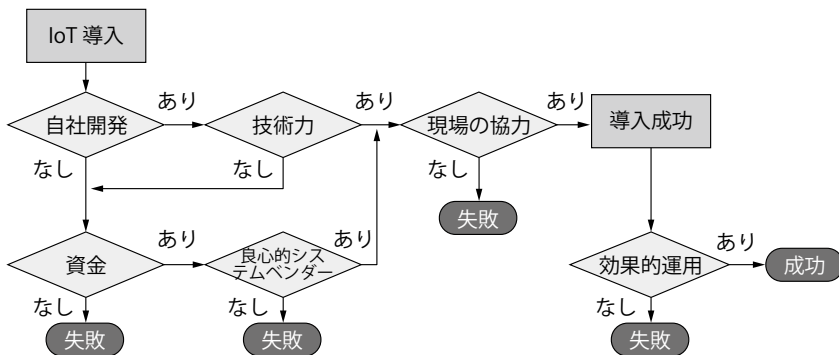 IoT 導入
自社開発
あり
なし
技術力
あり
なし
現場の協力
あり
なし
失敗
導入成功
資金
あり
なし
失敗
良心的シス
テムベンダー
あり
なし
失敗
効果的運用
あり
なし
成功
失敗